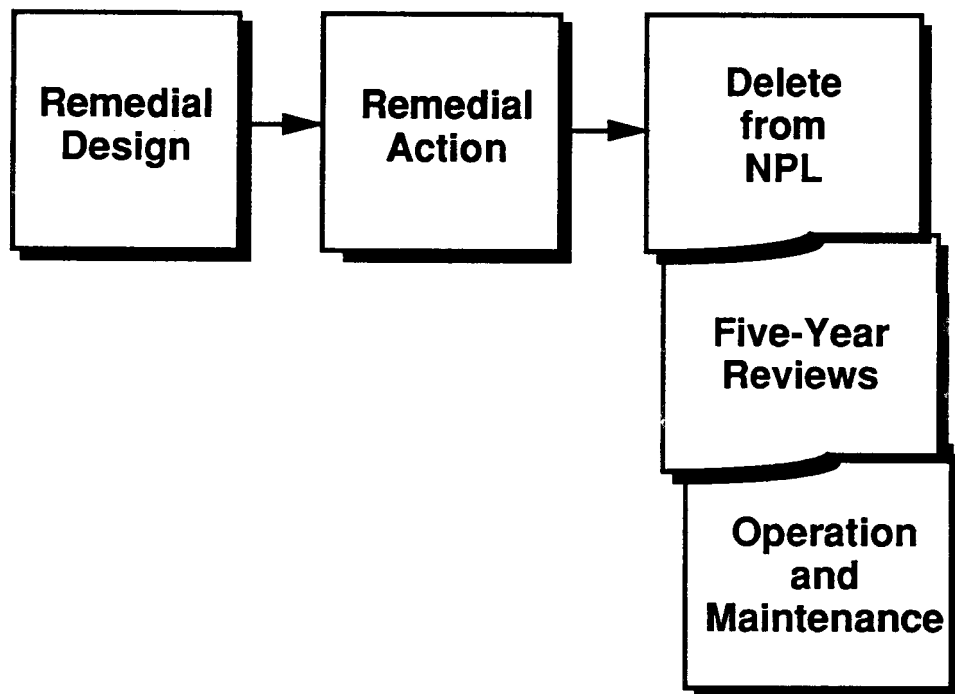 Remedial
Design
Remedial
Action
Delete
from
NPL
Five-Year
Reviews
Operation
and
Maintenance